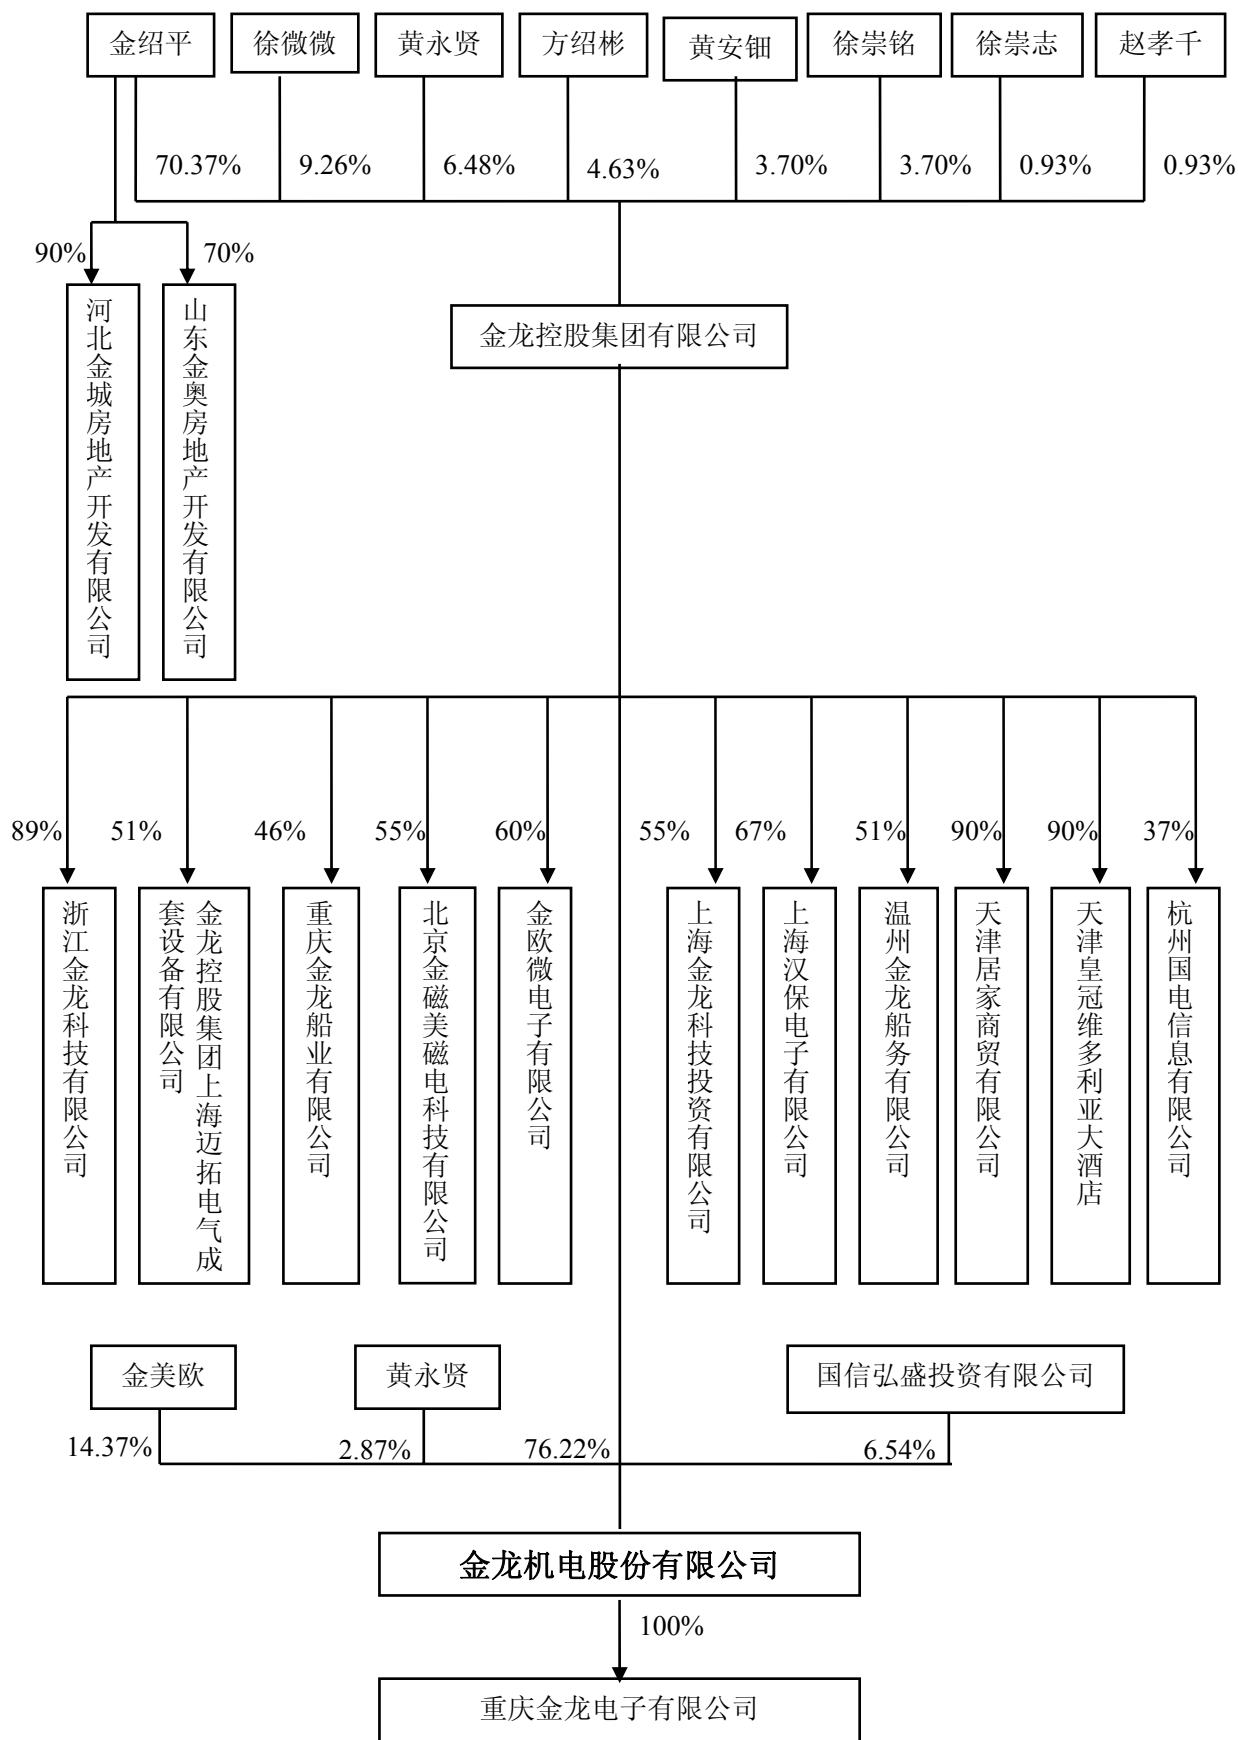 金绍平
徐微微
黄永贤
方绍彬
黄安钿
徐崇铭
徐崇志
赵孝千
70.37%
9.26%
6.48%
4.63%
3.70%
3.70%
0.93%
0.93%
90%
70%
河北金城房地产开发有限公司
山东金奥房地产开发有限公司
金龙控股集团有限公司
89%
51%
46%
55%
60%
55%
67%
51%
90%
90%
37%
浙江金龙科技有限公司
金龙控股集团上海迈拓电气成
套设备有限公司
重庆金龙船业有限公司
北京金磁美磁电科技有限公司
金欧微电子有限公司
上海金龙科技投资有限公司
上海汉保电子有限公司
温州金龙船务有限公司
天津居家商贸有限公司
天津皇冠维多利亚大酒店
杭州国电信息有限公司
金美欧
黄永贤
国信弘盛投资有限公司
14.37%
2.87%
76.22%
6.54%
金龙机电股份有限公司
100%
重庆金龙电子有限公司